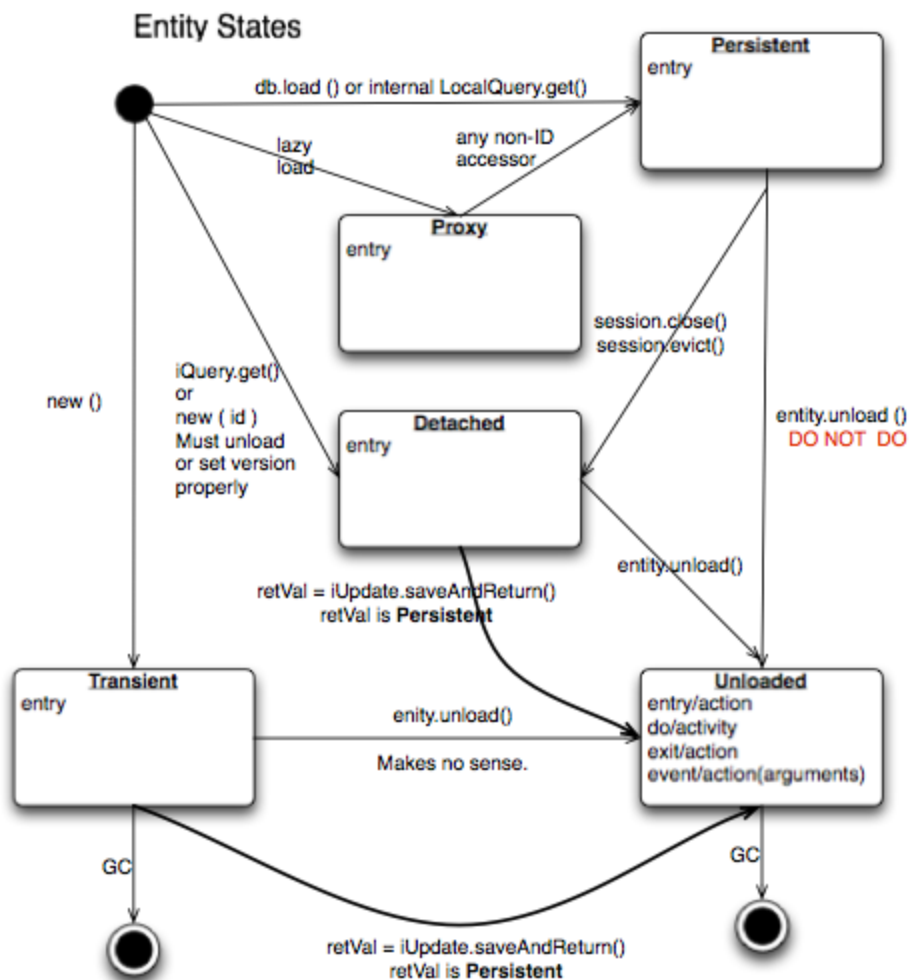 Entity States
Persistent
entry
db.load () or internal LocalQuery.get()
lazy
load
any non-ID
accessor
Proxy
entry
session.close()
session.evict()
iQuery.get()
or
new ( id )
Must unload
or set version
properly
new ()
Detached
entry
entity.unload ()
DO NOT DO
entity.unload()
retVal = iUpdate.saveAndReturn()
retVal is Persistent
Transient
entry
enity.unload()
Makes no sense.
Unloaded
entry/action
do/activity
exit/action
event/action(arguments)
GC
GC
retVal = iUpdate.saveAndReturn()
retVal is Persistent